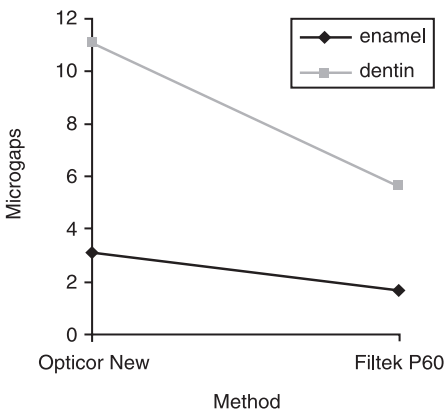 12
10
8
6
4
2
0
Microgaps
enamel
dentin
Opticor New
Filtek P60
Method